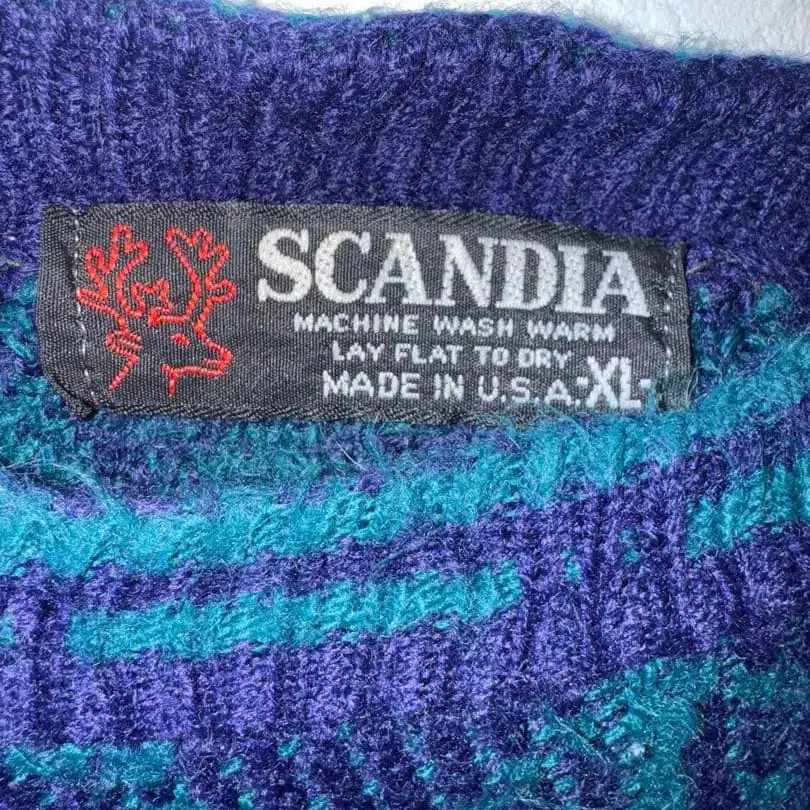 SCANDIA
MACHINE WASH WARM
LAY FLAT TO DRY
MADE IN U.S.A. -XL-